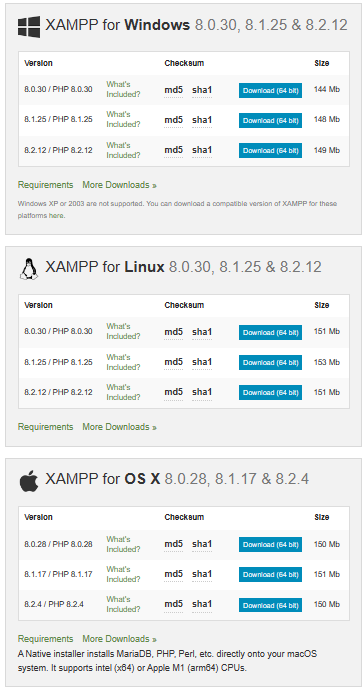 XAMPP for Windows 8.0.30, 8.1.25 & 8.2.12
Version Checksum Size
8.0.30 / PHP 8.0.30 What's Included? md5 sha1 Download (64 bit) 144 Mb
8.1.25 / PHP 8.1.25 What's Included? md5 sha1 Download (64 bit) 148 Mb
8.2.12 / PHP 8.2.12 What's Included? md5 sha1 Download (64 bit) 149 Mb
Requirements More Downloads »
Windows XP or 2003 are not supported. You can download a compatible version of XAMPP for these
platforms here.
XAMPP for Linux 8.0.30, 8.1.25 & 8.2.12
Version Checksum Size
8.0.30 / PHP 8.0.30 What's Included? md5 sha1 Download (64 bit) 151 Mb
8.1.25 / PHP 8.1.25 What's Included? md5 sha1 Download (64 bit) 153 Mb
8.2.12 / PHP 8.2.12 What's Included? md5 sha1 Download (64 bit) 151 Mb
Requirements More Downloads »
XAMPP for OS X 8.0.28, 8.1.17 & 8.2.4
Version Checksum Size
8.0.28 / PHP 8.0.28 What's Included? md5 sha1 Download (64 bit) 150 Mb
8.1.17 / PHP 8.1.17 What's Included? md5 sha1 Download (64 bit) 151 Mb
8.2.4 / PHP 8.2.4 What's Included? md5 sha1 Download (64 bit) 150 Mb
Requirements More Downloads »
A Native installer installs MariaDB, PHP, Perl, etc. directly onto your macOS
system. It supports intel (x64) or Apple M1 (arm64) CPUs.